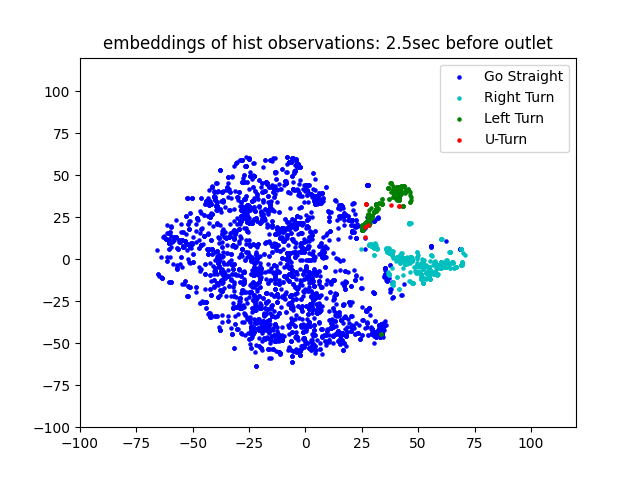 embeddings of hist observations: 2.5sec before outlet
Go Straight
Right Turn
Left Turn
U-Turn
100
75
50
25
0
−25
−50
−75
−100
−100 −75 −50 −25 0 25 50 75 100